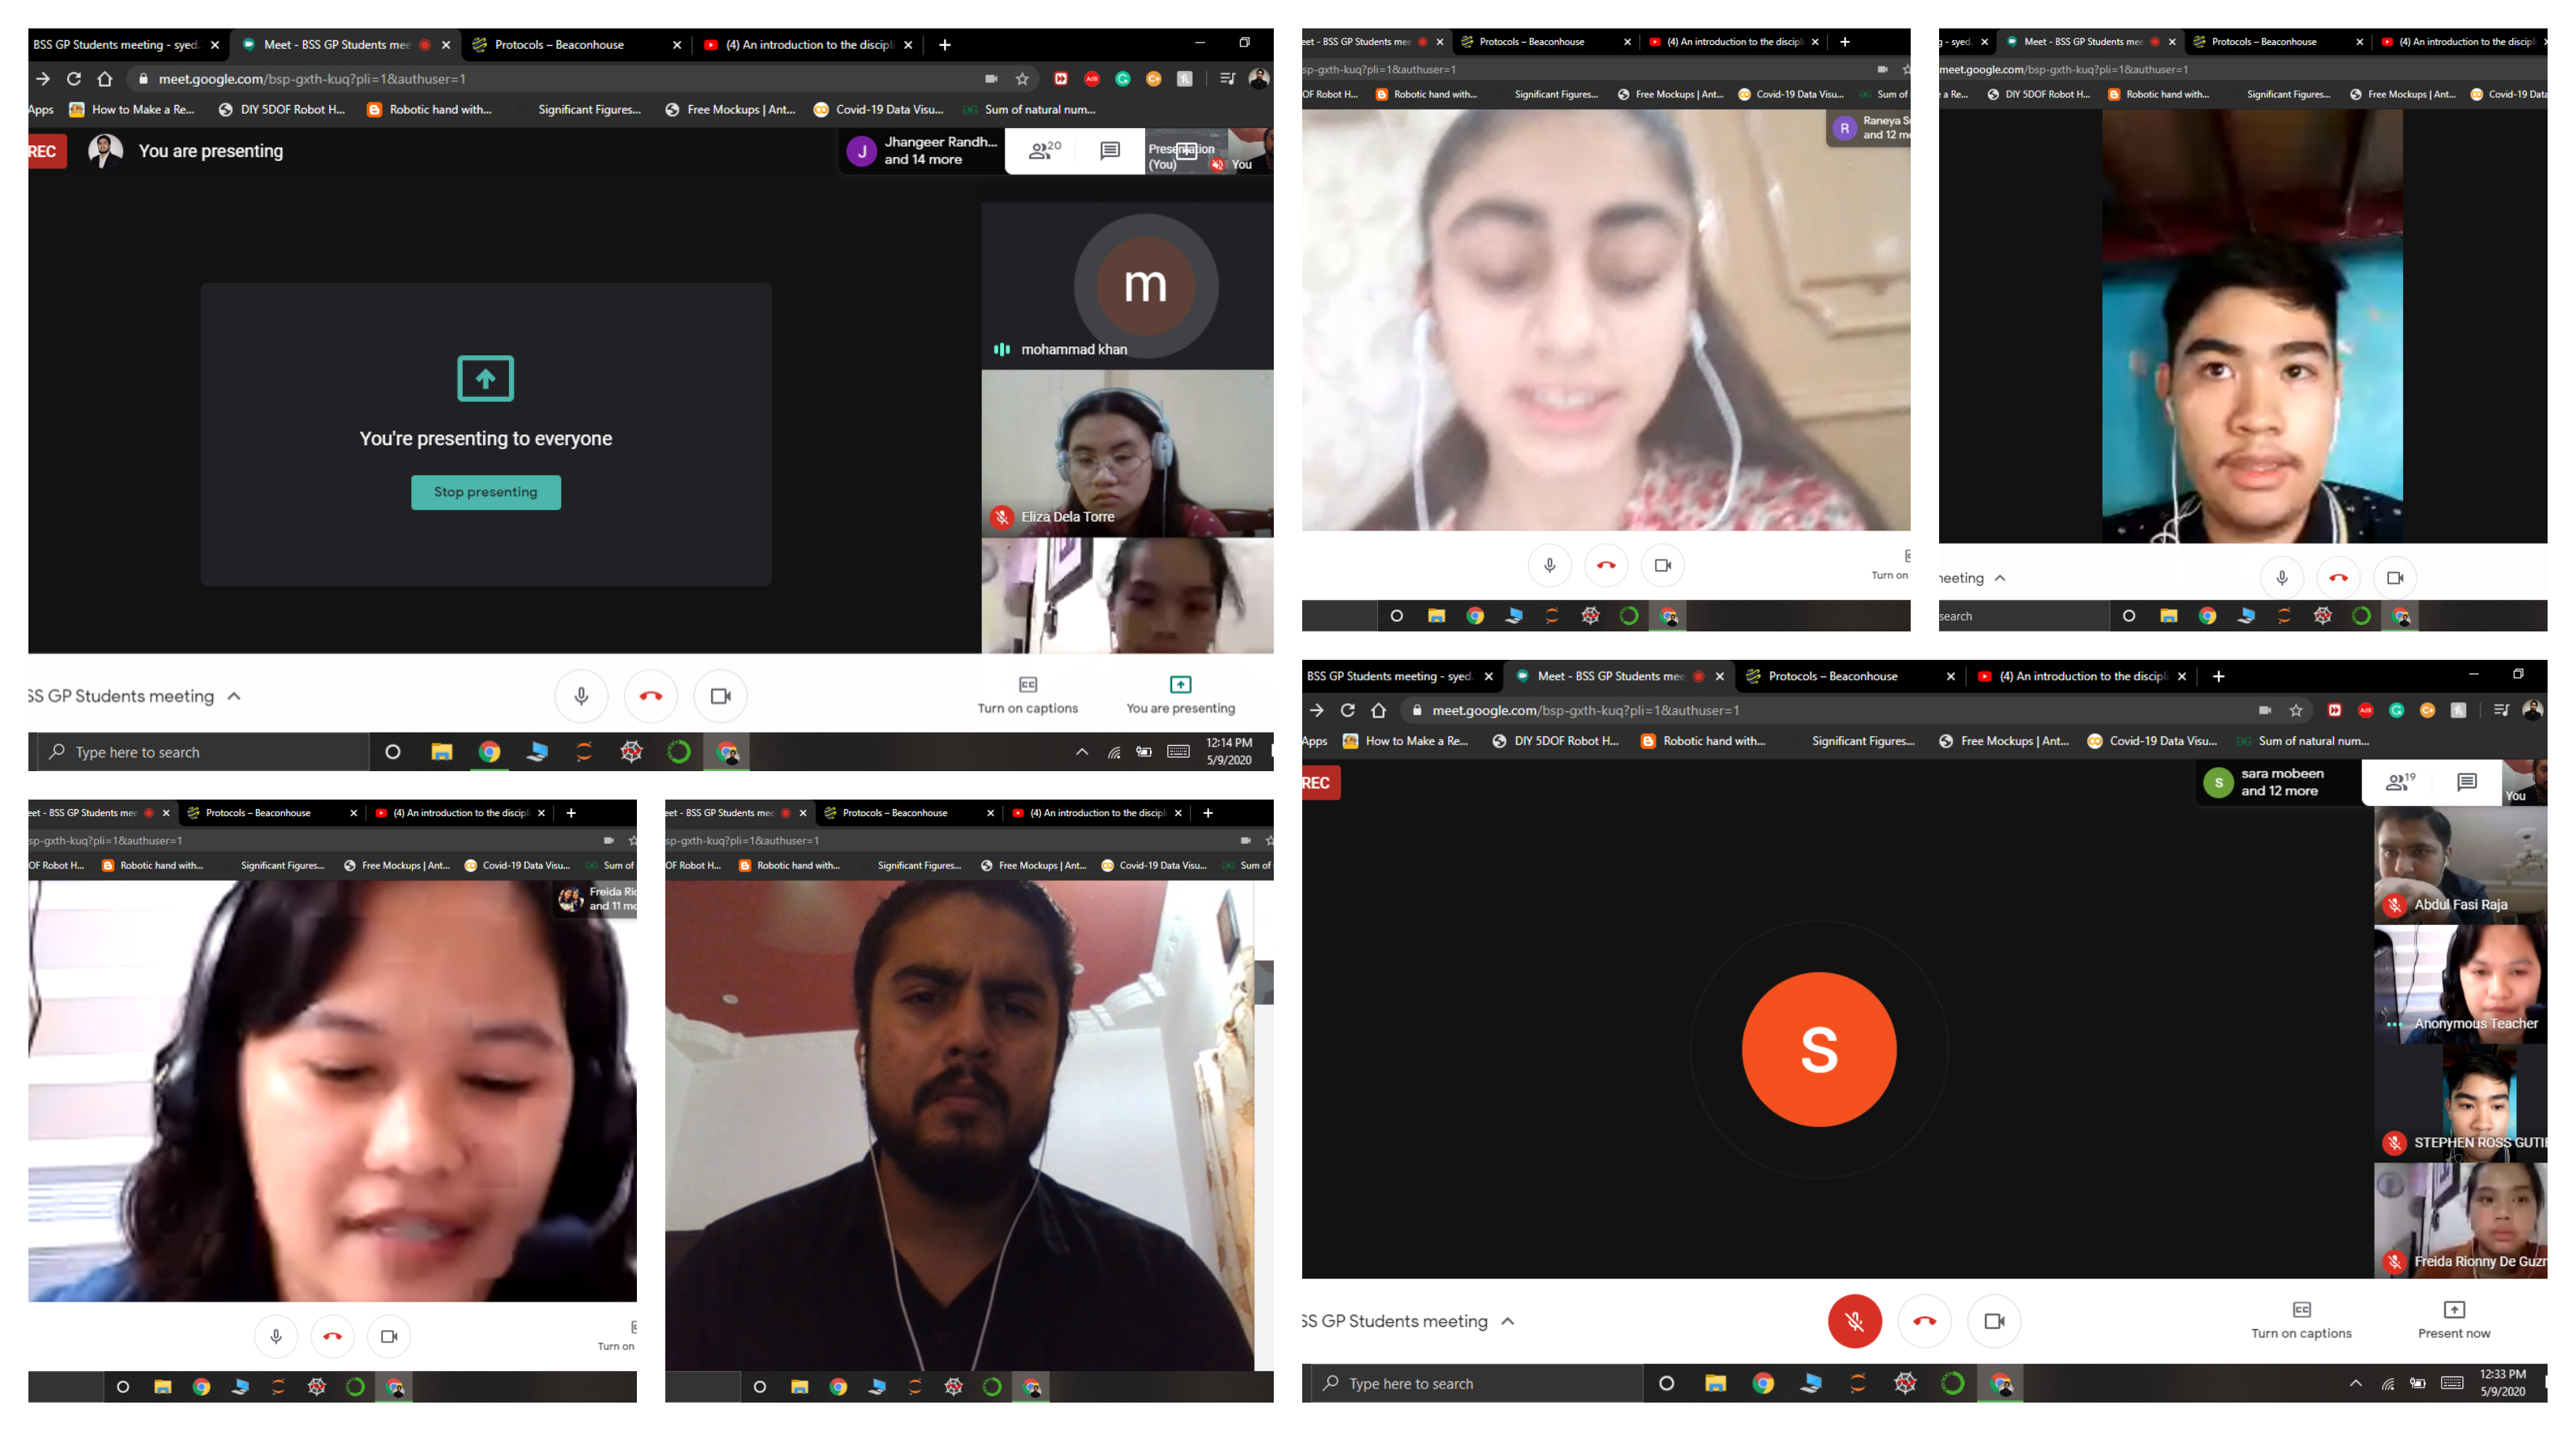 BSS GP Students meeting - syed.
Meet - BSS GP Students mee
Protocols – Beaconhouse
(4) An introduction to the discipli
meet.google.com/bsp-gxth-kuq?pli=1&authuser=1
Apps
How to Make a Re...
DIY 5DOF Robot H...
Robotic hand with...
Significant Figures...
Free Mockups | Ant...
Covid-19 Data Visu...
Sum of natural num...
REC
You are presenting
J
Jhangeer Randh...
and 14 more
20
Presentation
(You)
You
m
mohammad khan
You're presenting to everyone
Stop presenting
Eliza Dela Torre
SS GP Students meeting
Turn on captions
You are presenting
Type here to search
12:14 PM
5/9/2020
eet - BSS GP Students mee
Protocols – Beaconhouse
(4) An introduction to the discipl
sp-gxth-kuq?pli=1&authuser=1
OF Robot H...
Robotic hand with...
Significant Figures...
Free Mockups | Ant...
Covid-19 Data Visu...
Sum of
R
Raneya S
and 12 m
Turn on
g - syed.
Meet - BSS GP Students mee
Protocols – Beaconhouse
(4) An introduction to the discipl
meet.google.com/bsp-gxth-kuq?pli=1&authuser=1
a Re...
DIY 5DOF Robot H...
Robotic hand with...
Significant Figures...
Free Mockups | Ant...
Covid-19 Data
neeting
search
eet - BSS GP Students mee
Protocols – Beaconhouse
(4) An introduction to the discipl
sp-gxth-kuq?pli=1&authuser=1
OF Robot H...
Robotic hand with...
Significant Figures...
Free Mockups | Ant...
Covid-19 Data Visu...
Sum of
Freida Ric
and 11 mo
Turn on
eet - BSS GP Students mee
Protocols – Beaconhouse
(4) An introduction to the discipl
sp-gxth-kuq?pli=1&authuser=1
OF Robot H...
Robotic hand with...
Significant Figures...
Free Mockups | Ant...
Covid-19 Data Visu...
Sum of
BSS GP Students meeting - syed.
Meet - BSS GP Students mee
Protocols – Beaconhouse
(4) An introduction to the discipli
meet.google.com/bsp-gxth-kuq?pli=1&authuser=1
Apps
How to Make a Re...
DIY 5DOF Robot H...
Robotic hand with...
Significant Figures...
Free Mockups | Ant...
Covid-19 Data Visu...
Sum of natural num...
REC
S
sara mobeen
and 12 more
19
You
Abdul Fasi Raja
Anonymous Teacher
S
STEPHEN ROSS GUTI
Freida Rionny De Guzr
SS GP Students meeting
Turn on captions
Present now
Type here to search
12:33 PM
5/9/2020